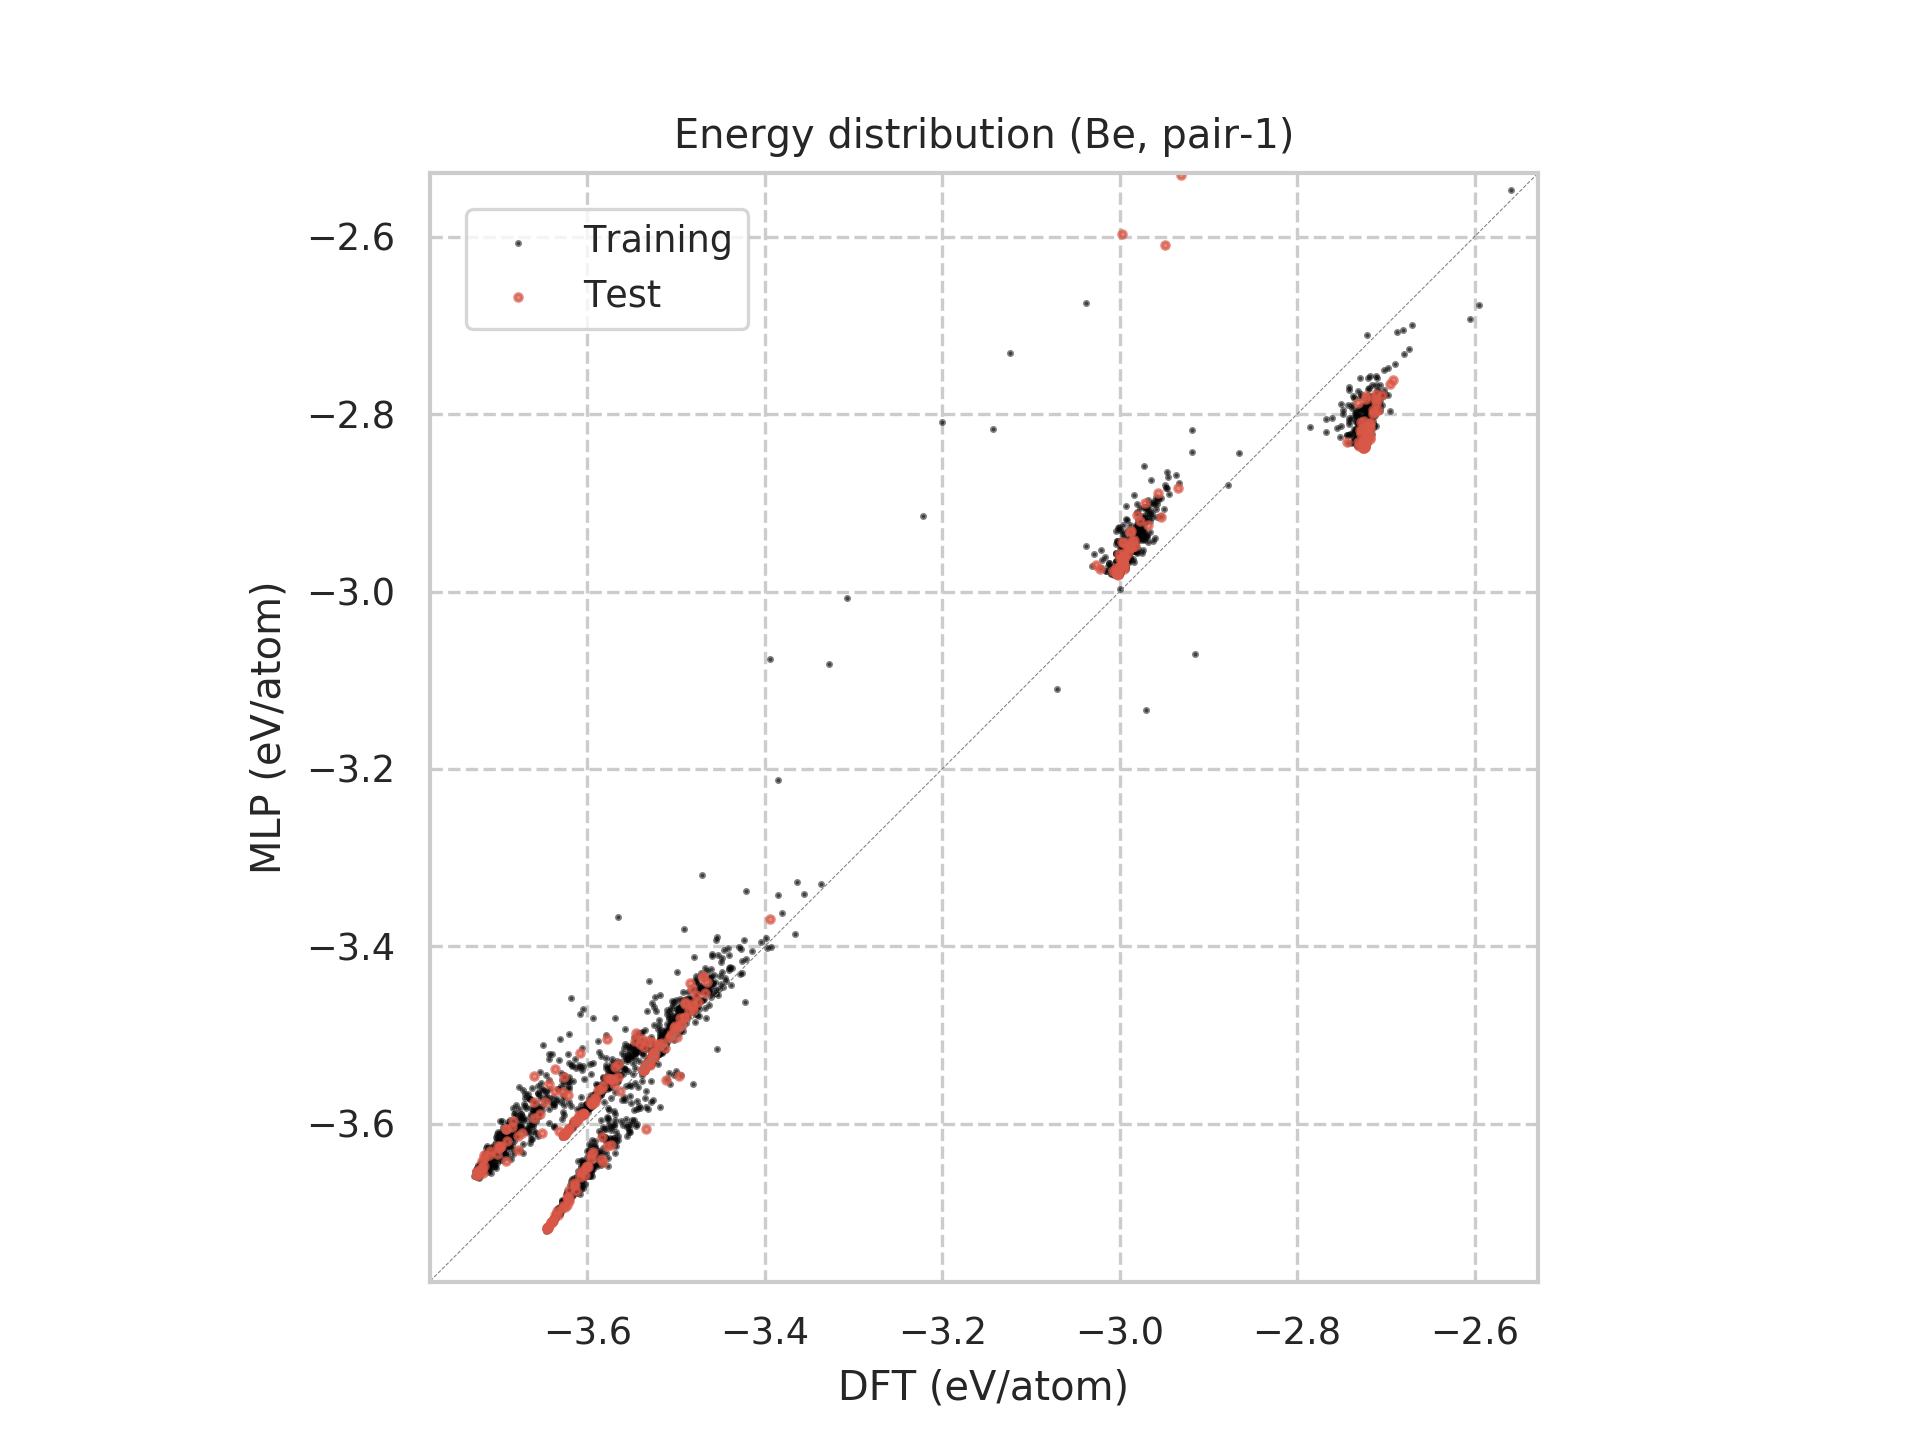 Energy distribution (Be, pair-1)
Training
Test
−2.6
−2.8
−3.0
−3.2
−3.4
−3.6
MLP (eV/atom)
−3.6 −3.4 −3.2 −3.0 −2.8 −2.6
DFT (eV/atom)